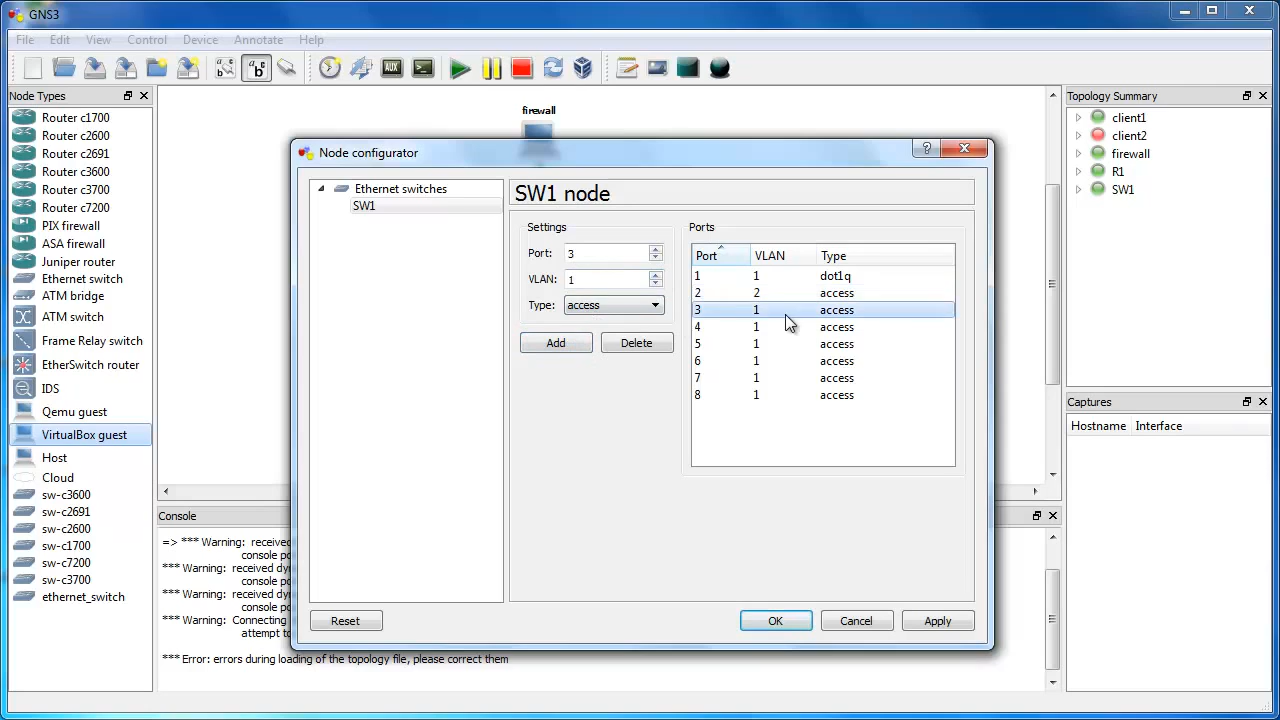 GNS3
File Edit View Control Device Annotate Help
Node Types
Router c1700
Router c2600
Router c2691
Router c3600
Router c3700
Router c7200
PIX firewall
ASA firewall
Juniper router
Ethernet switch
ATM bridge
ATM switch
Frame Relay switch
EtherSwitch router
IDS
Qemu guest
VirtualBox guest
Host
Cloud
sw-c3600
sw-c2691
sw-c2600
sw-c1700
sw-c7200
sw-c3700
ethernet_switch
firewall
Node configurator
Ethernet switches
SW1
SW1 node
Settings
Port: 3
VLAN: 1
Type: access
Add Delete
Ports
Port VLAN Type
1 1 dot1q
2 2 access
3 1 access
4 1 access
5 1 access
6 1 access
7 1 access
8 1 access
Reset OK Cancel Apply
Console
=> *** Warning: received
console po
*** Warning: received dyn
console po
*** Warning: received dyn
console po
*** Warning: Connecting
attempt to
*** Error: errors during loading of the topology file, please correct them
Topology Summary
client1
client2
firewall
R1
SW1
Captures
Hostname Interface